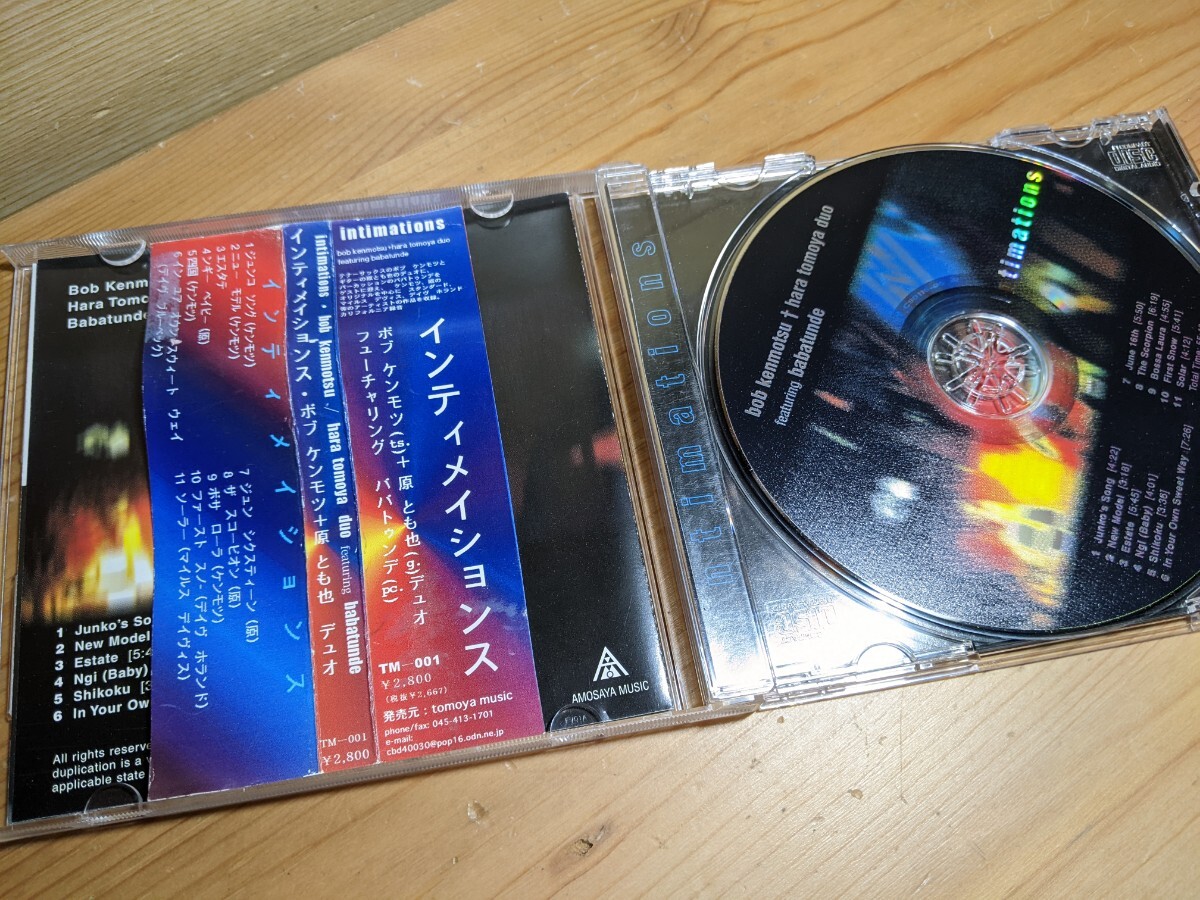 Bob Kenm
Hara Tomo
Babatunde
1 Junko's So
2 New Model
3 Estate [5:4
4 Ngi (Baby)
5 Shikoku [3
6 In Your Own
All rights reserve
duplication is a v
applicable state
インティメイションス
1 ジュンコ ソング (ケンモツ)
2 ニュー モデル (ケンモツ)
3 エスタテ
4 ンギー ベービー (原)
5 四国 (ケンモツ)
7 ジュン シクスティーン (原)
8 ザ スコーピオン (原)
9 ボサ ローラ (ケンモツ)
10 ファースト スノー (デイヴ ホランド)
11 ソーラー (マイルス デイヴィス)
インティメイションス・ボブ ケンモツ+原 とも也 デュオ
intimations・bob kenmotsu / hara tomoya duo featuring babatunde
TM—001
￥2,800
intimations
bob kenmotsu+hara tomoya duo
featuring babatunde
インティメイションス
ボブ ケンモツ(ts.)+原 とも也(g.)デュオ
フューチャリング ババトゥンデ(pc.)
TM—001
￥2,800
(税抜￥2,667)
発売元：tomoya music
phone/fax: 045-413-1701
e-mail:
cbd40030@pop16.odn.ne.jp
AMOSAYA MUSIC
intimations
DISC
DIGITAL AUDIO
timations
bob kenmotsu † hara tomoya duo
featuring babatunde
1 Junko's Song [4:22]
2 New Model [3:18]
3 Estate [5:45]
4 Ngi (Baby) [4:01]
5 Shikoku [3:36]
6 In Your Own Sweet Way [7:26]
7 June 16th [5:50]
8 The Scorpion [6:19]
9 Bossa Laura [4:55]
10 First Snow [5:41]
11 Solar [4:12]